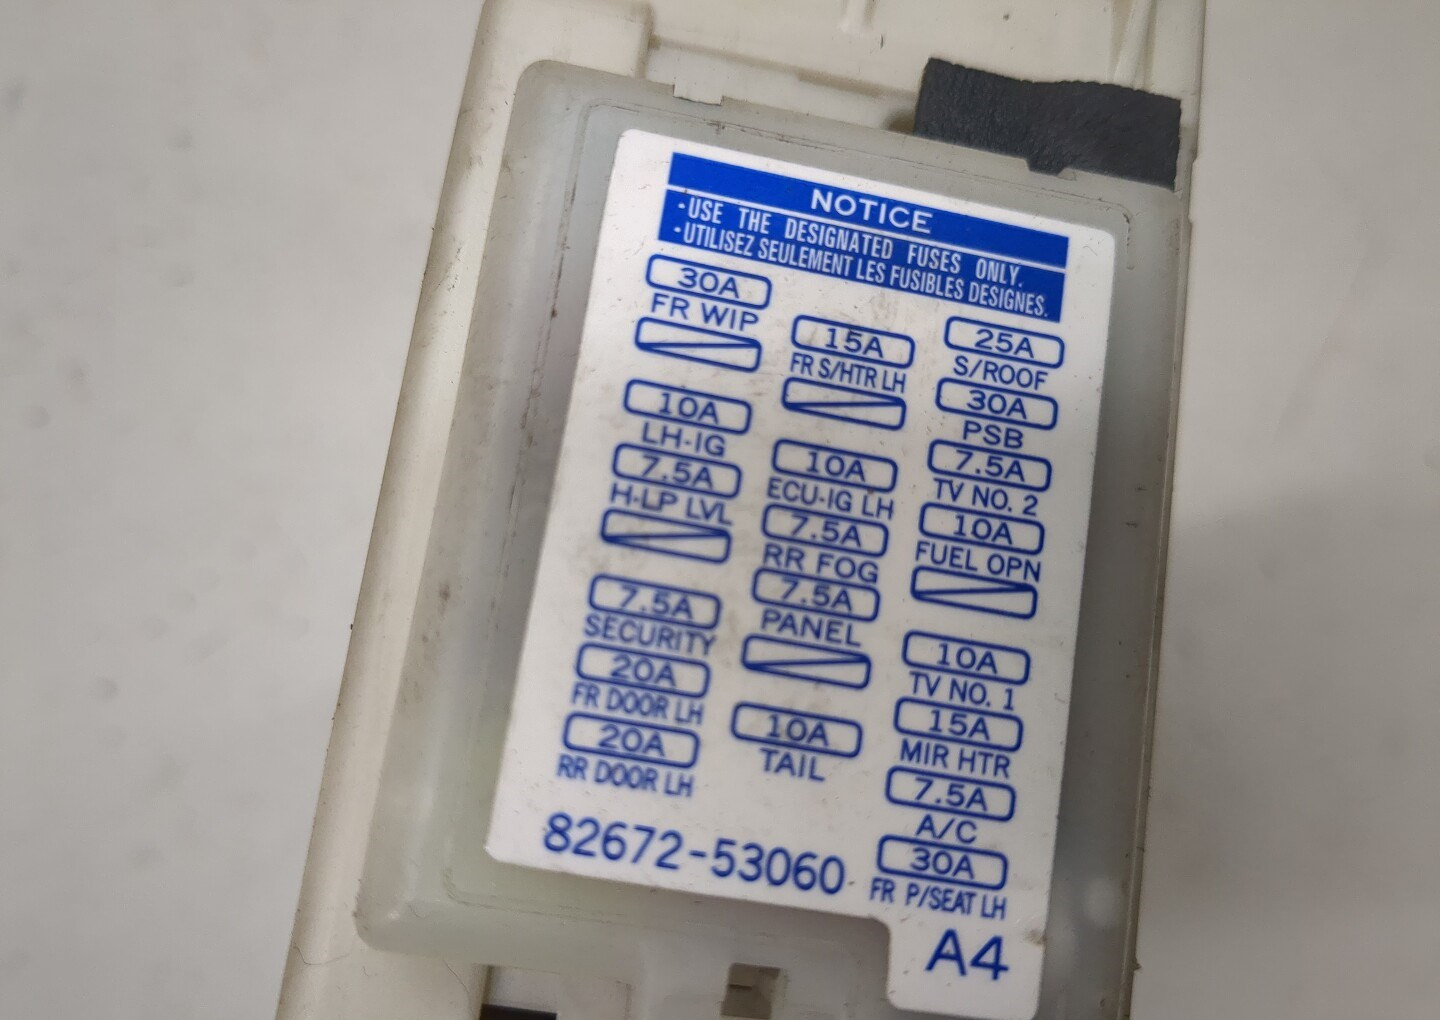 NOTICE
·USE THE DESIGNATED FUSES ONLY.
·UTILISEZ SEULEMENT LES FUSIBLES DESIGNES.
30A
FR WIP
10A
LH-IG
7.5A
H-LP LVL
7.5A
SECURITY
20A
FR DOOR LH
20A
RR DOOR LH
15A
FR S/HTR LH
10A
ECU-IG LH
7.5A
RR FOG
7.5A
PANEL
10A
TAIL
25A
S/ROOF
30A
PSB
7.5A
TV NO. 2
10A
FUEL OPN
10A
TV NO. 1
15A
MIR HTR
7.5A
A/C
30A
FR P/SEAT LH
82672-53060
A4